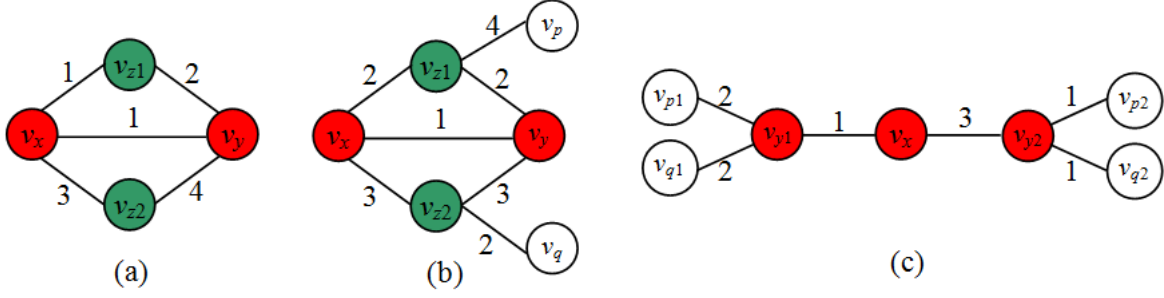 1 v_z1 2
v_x 1 v_y
3 v_z2 4
(a)
4 v_p
2 v_z1 2
v_x 1 v_y
3 v_z2 3
2 v_q
(b)
v_p1 2 1 v_p2
v_y1 1 v_x 3 v_y2
v_q1 2 1 v_q2
(c)